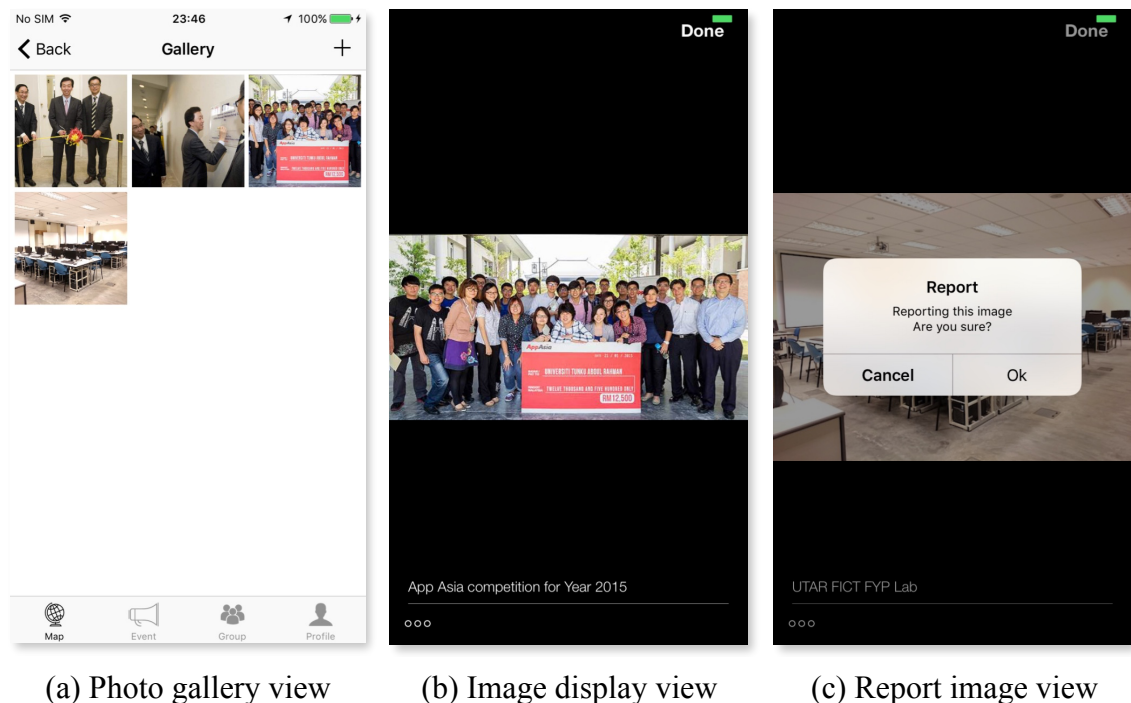 No SIM 23:46 100%
Back Gallery +
Map Event Group Profile
(a) Photo gallery view
Done
AppAsia
UNIVERSITI TUNKU ABDUL RAHMAN
TWELVE THOUSAND AND FIVE HUNDRED ONLY
RM 12,500
App Asia competition for Year 2015
(b) Image display view
Done
Report
Reporting this image
Are you sure?
Cancel Ok
UTAR FICT FYP Lab
(c) Report image view